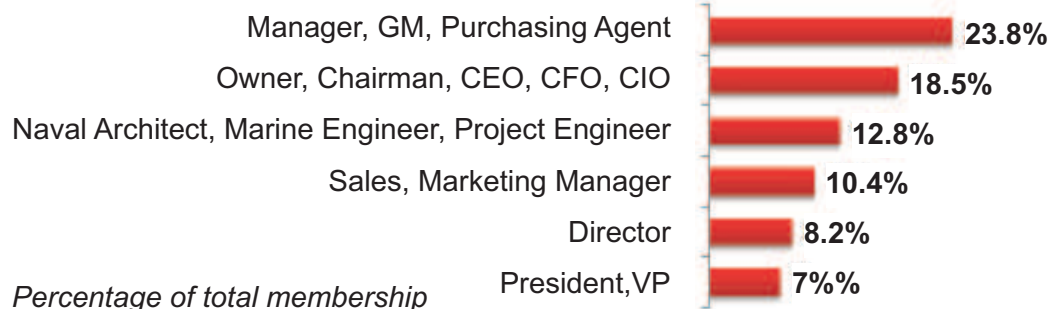 Manager, GM, Purchasing Agent 23.8%
Owner, Chairman, CEO, CFO, CIO 18.5%
Naval Architect, Marine Engineer, Project Engineer 12.8%
Sales, Marketing Manager 10.4%
Director 8.2%
President,VP 7%%
Percentage of total membership